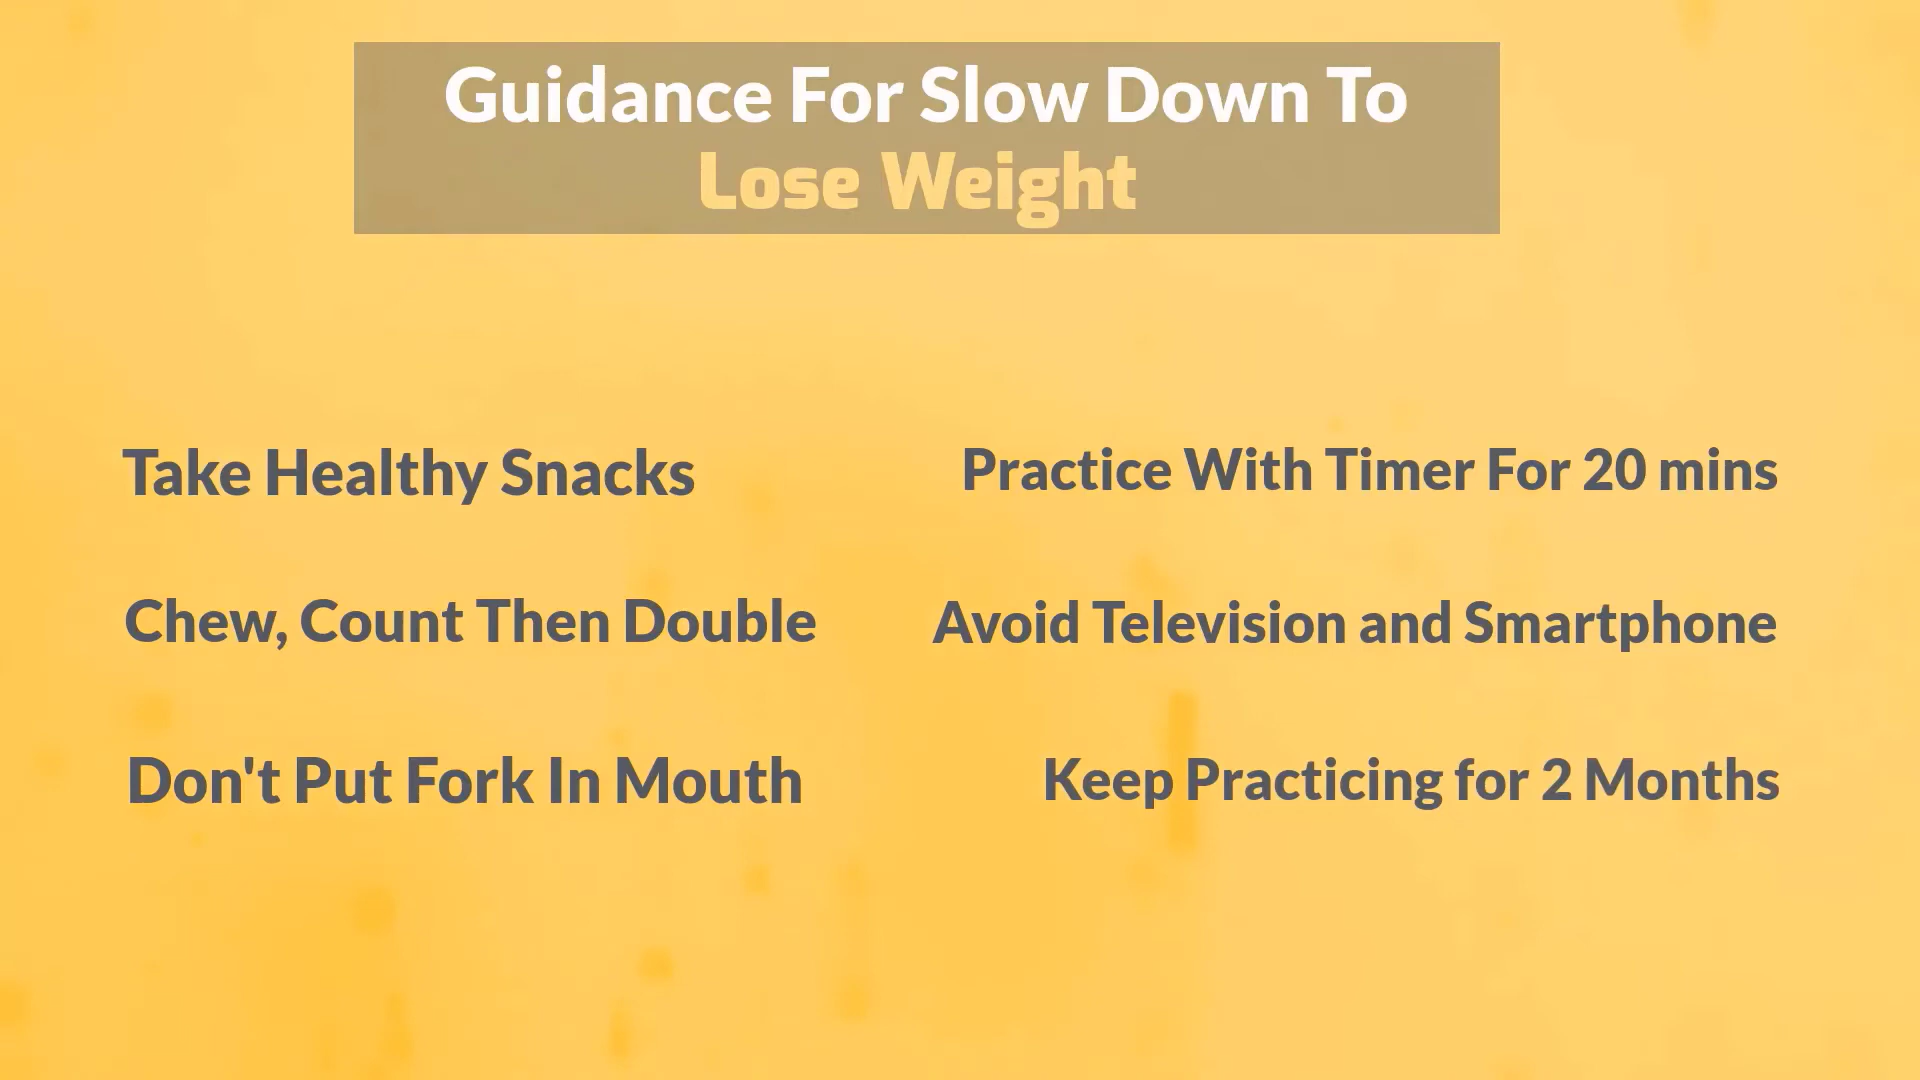 Guidance For Slow Down To
Lose Weight
Take Healthy Snacks
Chew, Count Then Double
Don't Put Fork In Mouth
Practice With Timer For 20 mins
Avoid Television and Smartphone
Keep Practicing for 2 Months